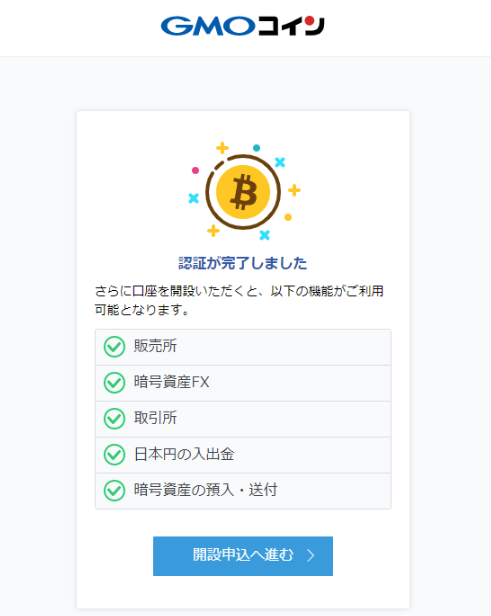 GMOコイン
認証が完了しました
さらに口座を開設いただくと、以下の機能がご利用
可能となります。
販売所
暗号資産FX
取引所
日本円の入出金
暗号資産の預入・送付
開設申込へ進む